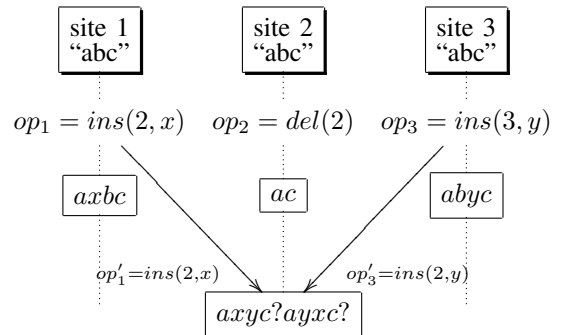 site 1 site 2 site 3
“abc” “abc” “abc”
op₁ = ins(2, x) op₂ = del(2) op₃ = ins(3, y)
axbc ac abyc
op′₁=ins(2,x) op′₃=ins(2,y)
axyc?ayxc?